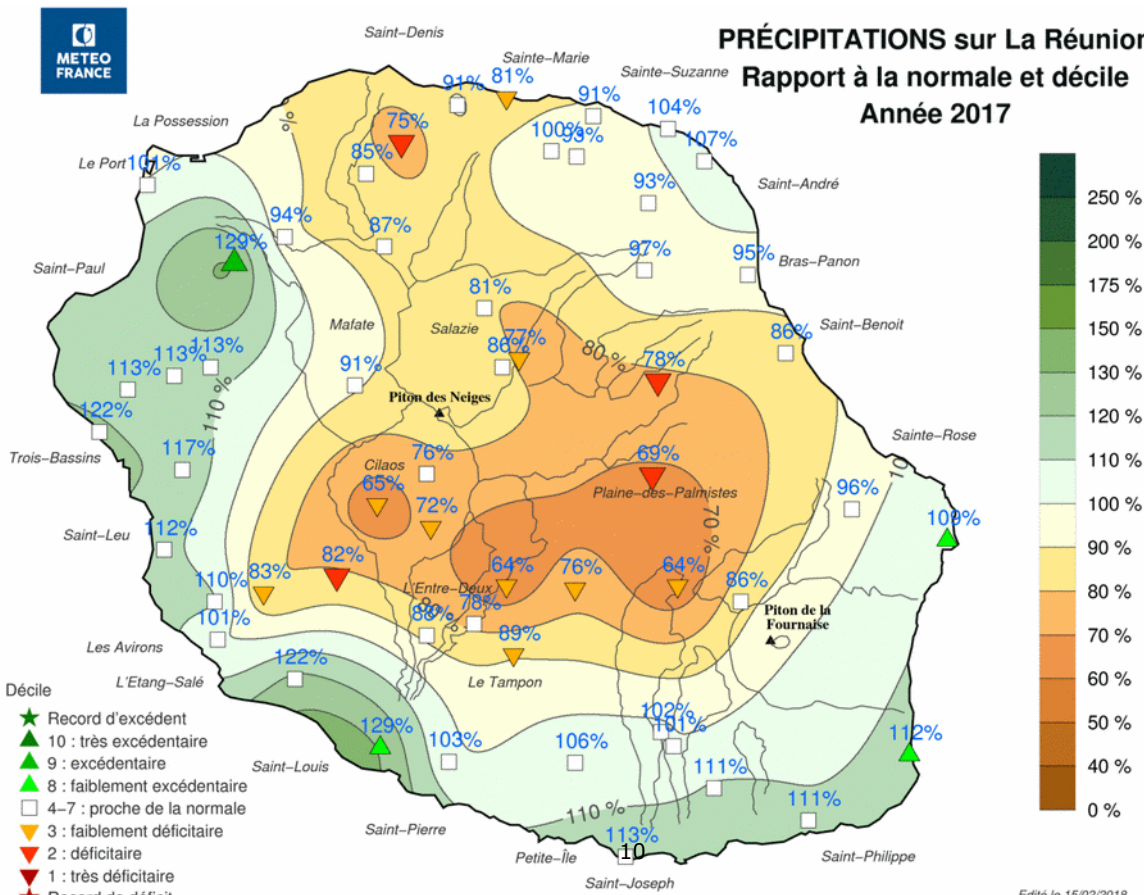 METEO
FRANCE
PRÉCIPITATIONS sur La Réunion
Rapport à la normale et décile
Année 2017
Saint-Denis
Sainte-Marie
Sainte-Suzanne
La Possession
Le Port
Saint-André
Saint-Paul
Bras-Panon
Mafate
Salazie
Saint-Benoit
Piton des Neiges
Trois-Bassins
Cilaos
Sainte-Rose
Plaine-des-Palmistes
Saint-Leu
L'Entre-Deux
Piton de la
Fournaise
Les Avirons
L'Etang-Salé
Le Tampon
Saint-Louis
Saint-Pierre
Petite-Île
Saint-Joseph
Saint-Philippe
91%
81%
91%
104%
75%
100%
93%
107%
101%
85%
93%
94%
87%
129%
97%
95%
81%
77%
86%
86%
113%
113%
113%
91%
78%
80 %
110 %
122%
117%
76%
69%
65%
72%
96%
70 %
109%
112%
82%
83%
110%
64%
76%
64%
86%
78%
88%
101%
89%
122%
129%
103%
106%
102%
101%
112%
111%
110 %
111%
113%
10
250 %
200 %
175 %
150 %
130 %
120 %
110 %
100 %
90 %
80 %
70 %
60 %
50 %
40 %
0 %
Décile
Record d'excédent
10 : très excédentaire
9 : excédentaire
8 : faiblement excédentaire
4-7 : proche de la normale
3 : faiblement déficitaire
2 : déficitaire
1 : très déficitaire
Record de déficit
Edité le 15/02/2018